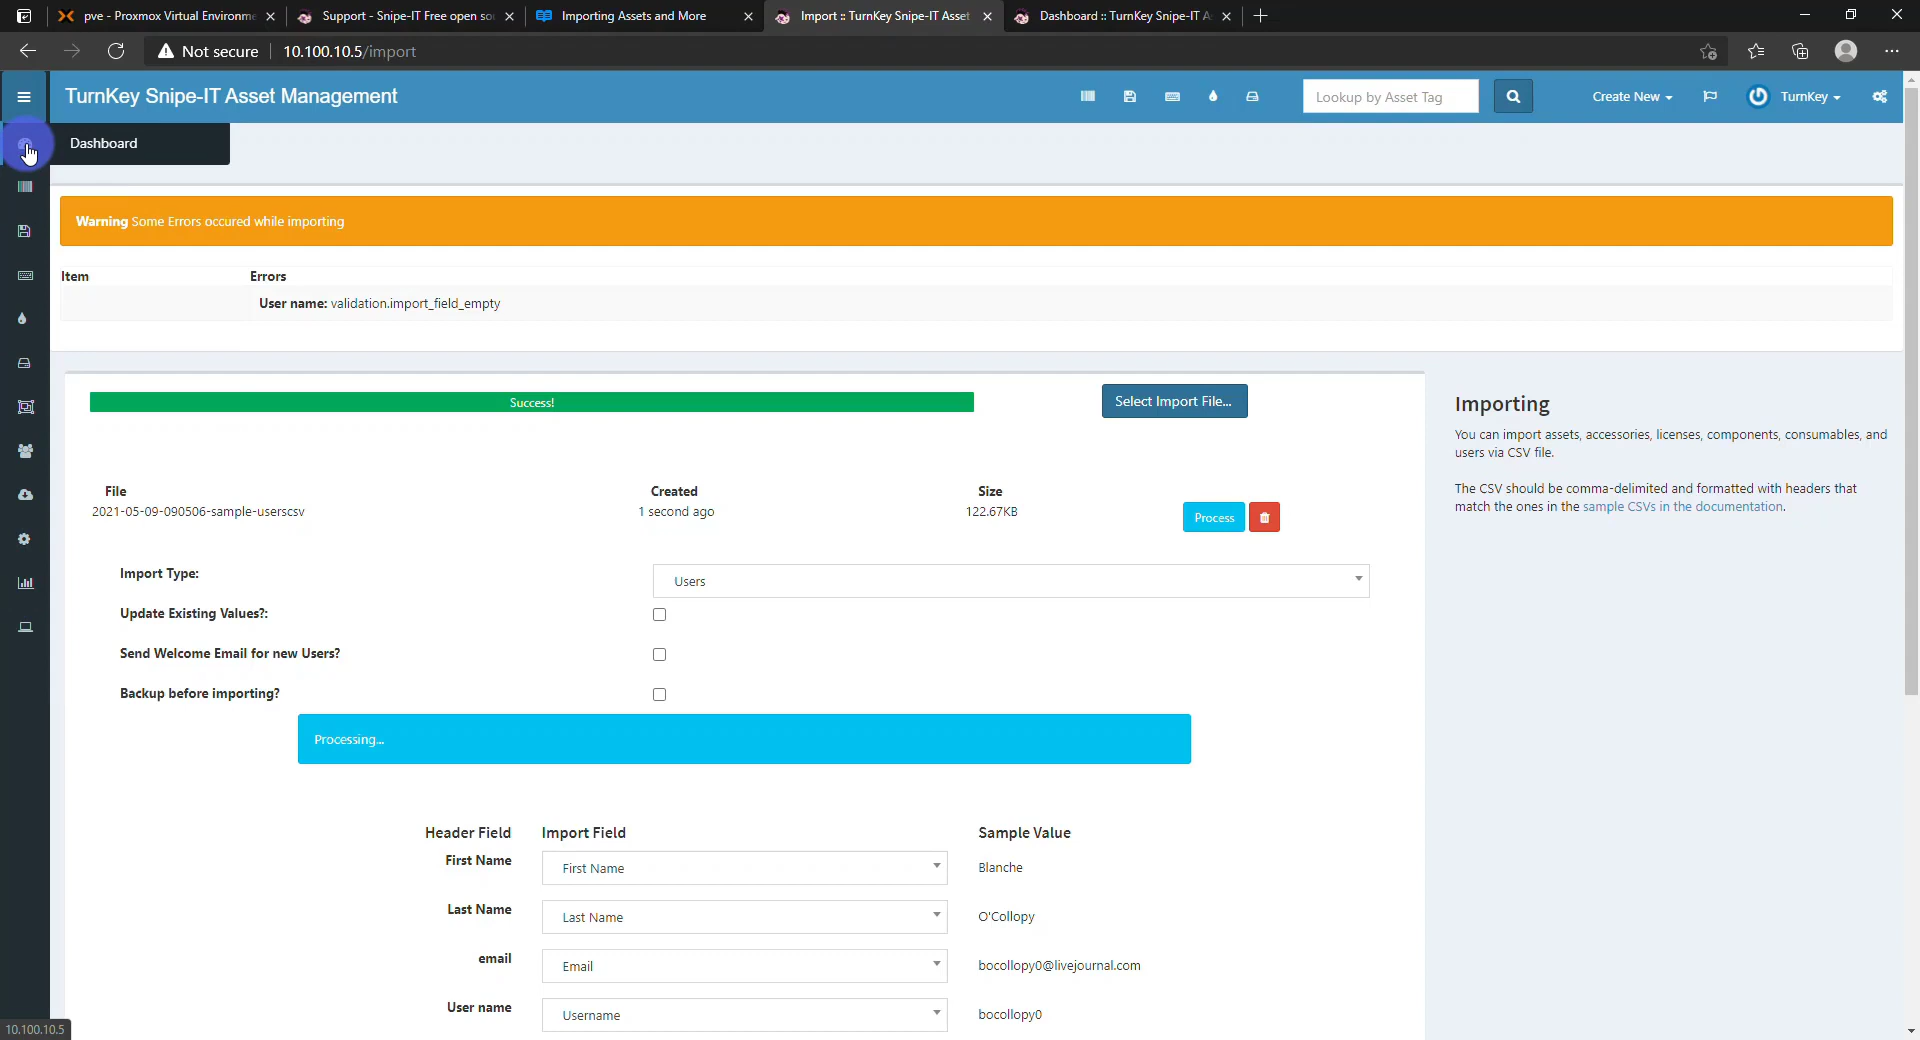 pve - Proxmox Virtual Environme
Support - Snipe-IT Free open so
Importing Assets and More
Import :: TurnKey Snipe-IT Asset
Dashboard :: TurnKey Snipe-IT A
Not secure
10.100.10.5/import
TurnKey Snipe-IT Asset Management
Lookup by Asset Tag
Create New
TurnKey
Dashboard
Warning Some Errors occured while importing
Item
Errors
User name: validation.import_field_empty
Success!
Select Import File...
Importing
You can import assets, accessories, licenses, components, consumables, and
users via CSV file.
The CSV should be comma-delimited and formatted with headers that
match the ones in the sample CSVs in the documentation.
File
Created
Size
2021-05-09-090506-sample-userscsv
1 second ago
122.67KB
Process
Import Type:
Users
Update Existing Values?:
Send Welcome Email for new Users?
Backup before importing?
Processing...
Header Field
Import Field
Sample Value
First Name
First Name
Blanche
Last Name
Last Name
O'Collopy
email
Email
bocollopy0@livejournal.com
User name
Username
bocollopy0
10.100.10.5